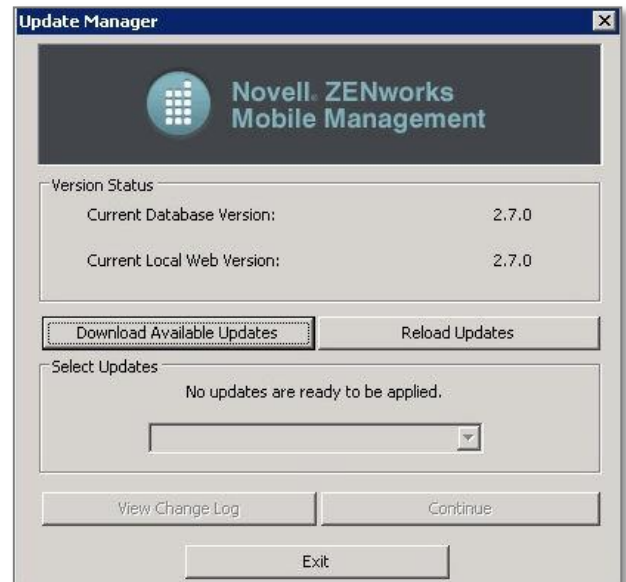 Update Manager
Novell® ZENworks
Mobile Management
Version Status
Current Database Version: 2.7.0
Current Local Web Version: 2.7.0
Download Available Updates Reload Updates
Select Updates
No updates are ready to be applied.
View Change Log Continue
Exit